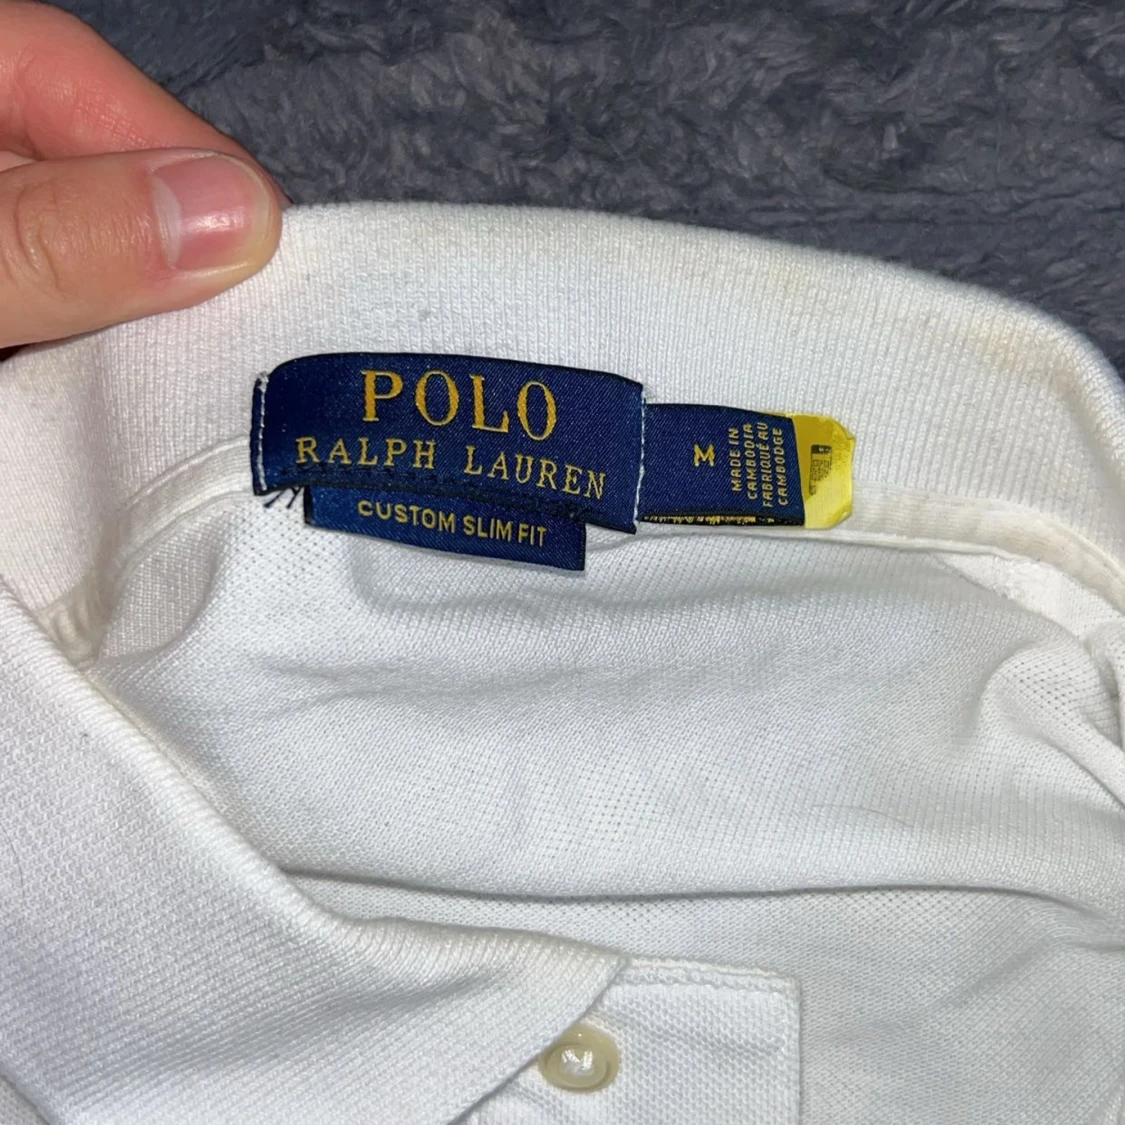 POLO
RALPH LAUREN
CUSTOM SLIM FIT
M
MADE IN
CAMBODIA
FABRIQUÉ AU
CAMBODGE